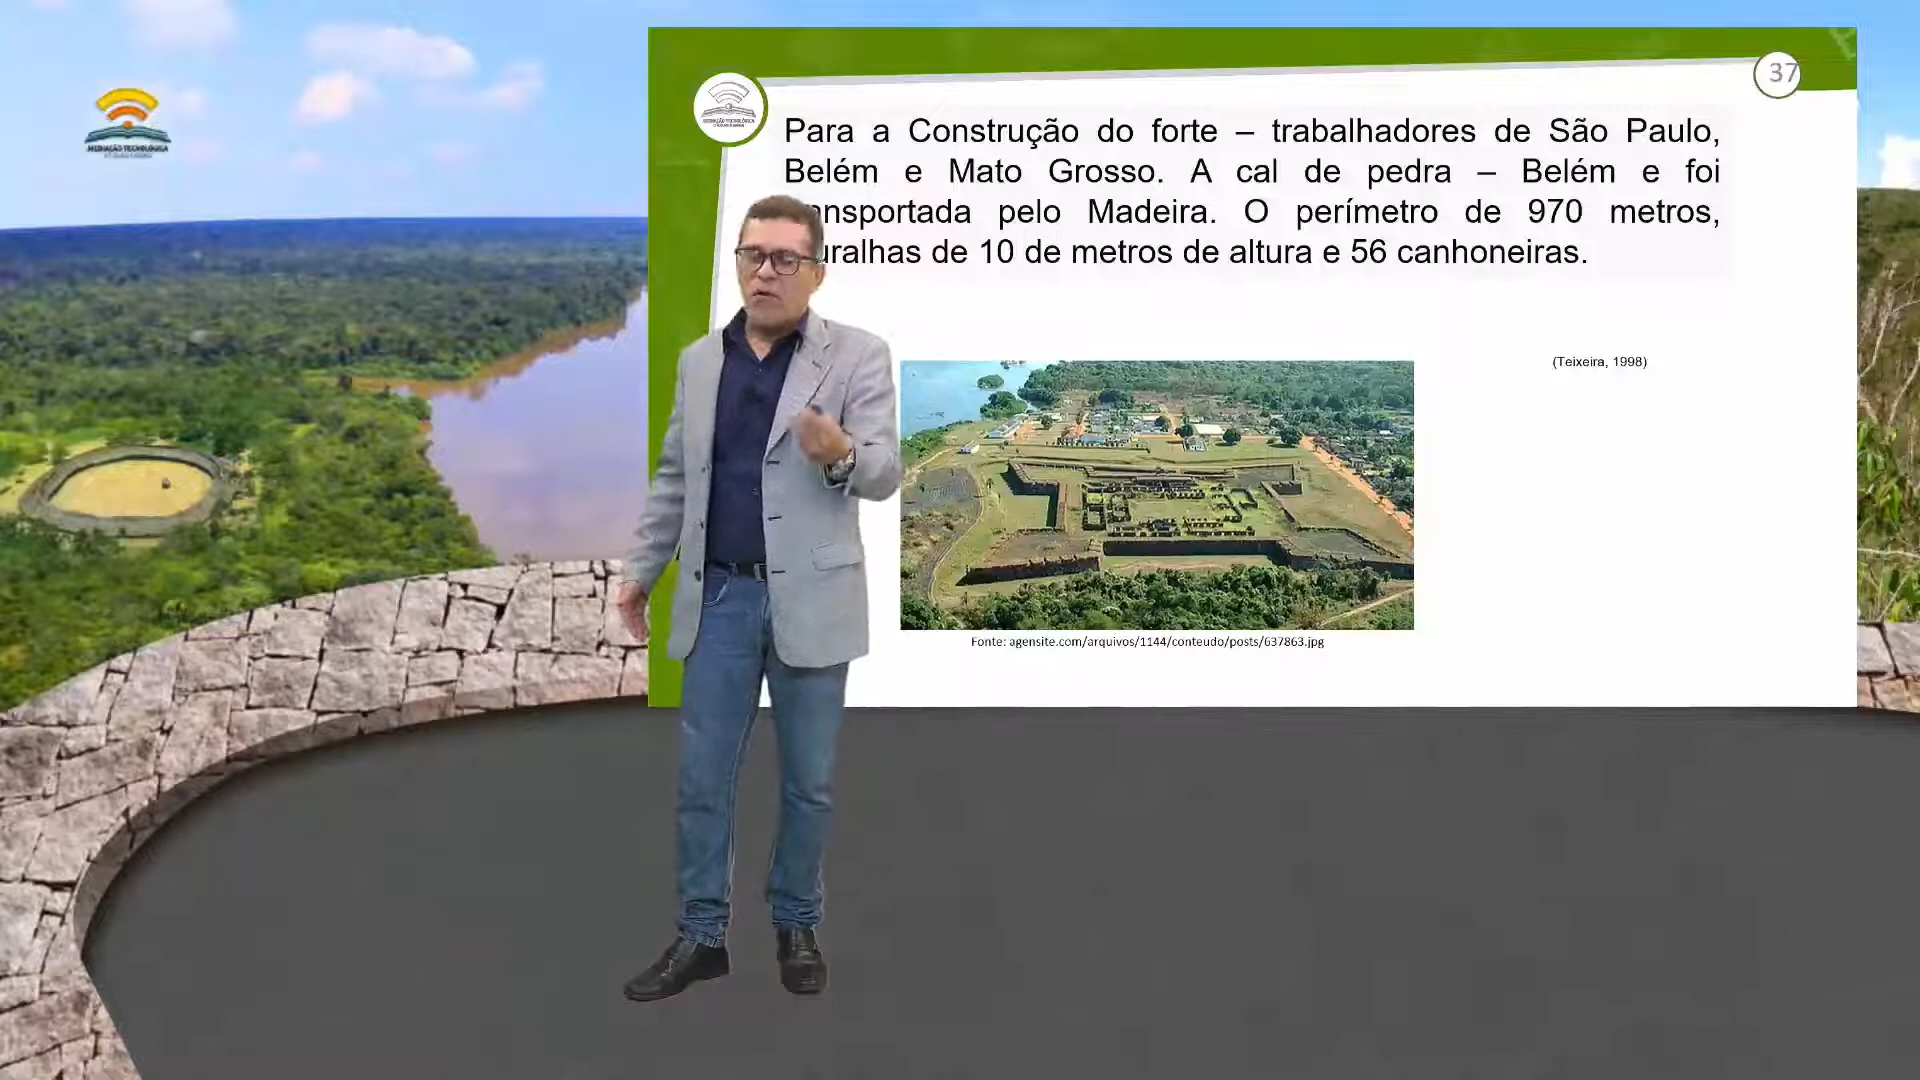 MEDIAÇÃO TECNOLÓGICA
37
Para a Construção do forte – trabalhadores de São Paulo,
Belém e Mato Grosso. A cal de pedra – Belém e foi
pelo Madeira. O perímetro de 970 metros,
de 10 de metros de altura e 56 canhoneiras.
(Teixeira, 1998)
Fonte: agensite.com/arquivos/1144/conteudo/posts/637863.jpg